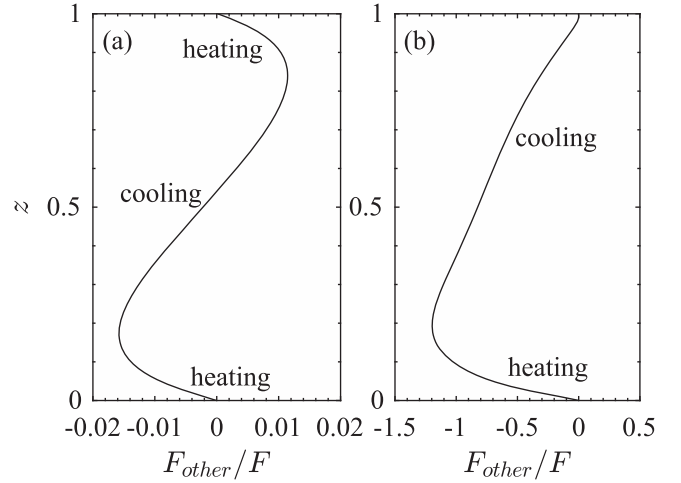 (a)
1
heating
cooling
z
0.5
heating
0
-0.02 -0.01 0 0.01 0.02
F_other/F
(b)
1
cooling
0.5
heating
0
-1.5 -1 -0.5 0 0.5
F_other/F